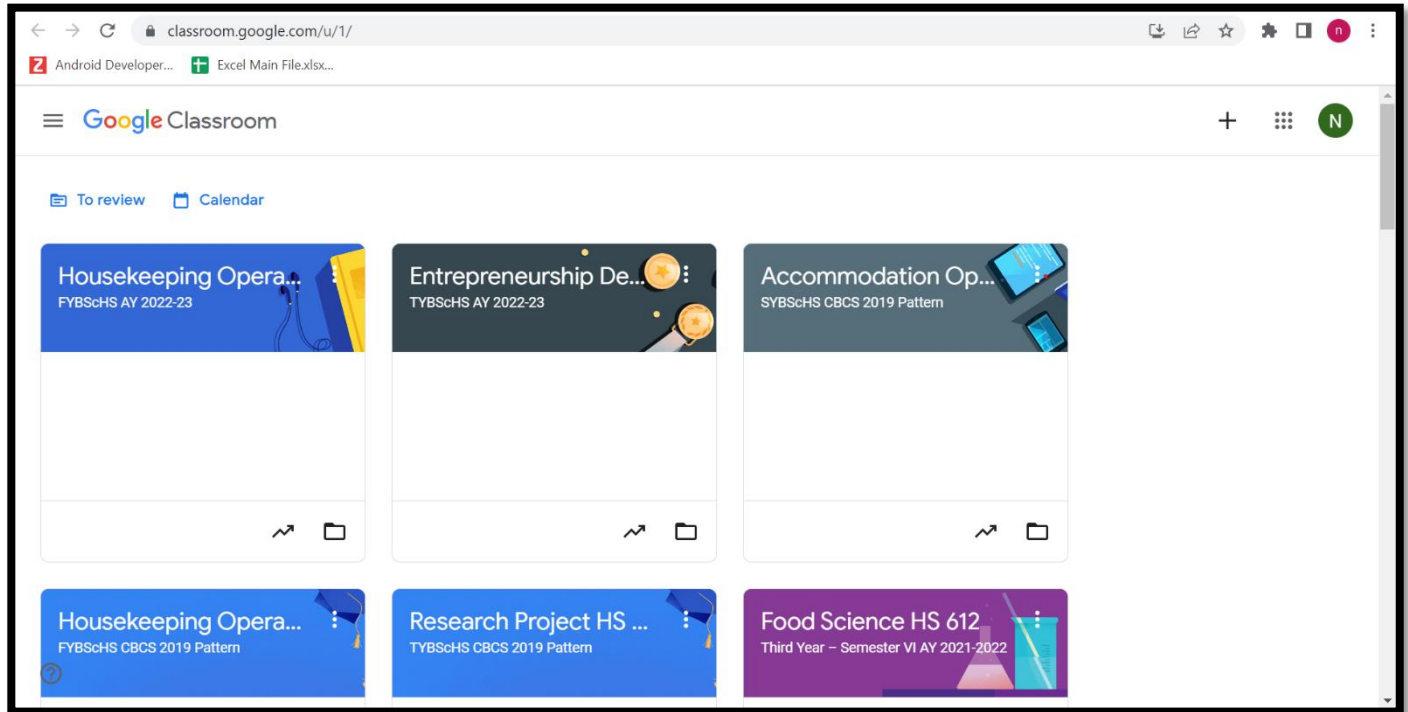 classroom.google.com/u/1/
n
Z Android Developer... Excel Main File.xlsx...
Google Classroom
N
To review Calendar
Housekeeping Opera...
FYBScHS AY 2022-23
Entrepreneurship De...
TYBScHS AY 2022-23
Accommodation Op...
SYBScHS CBCS 2019 Pattern
Housekeeping Opera...
FYBScHS CBCS 2019 Pattern
Research Project HS ...
TYBScHS CBCS 2019 Pattern
Food Science HS 612
Third Year – Semester VI AY 2021-2022
?